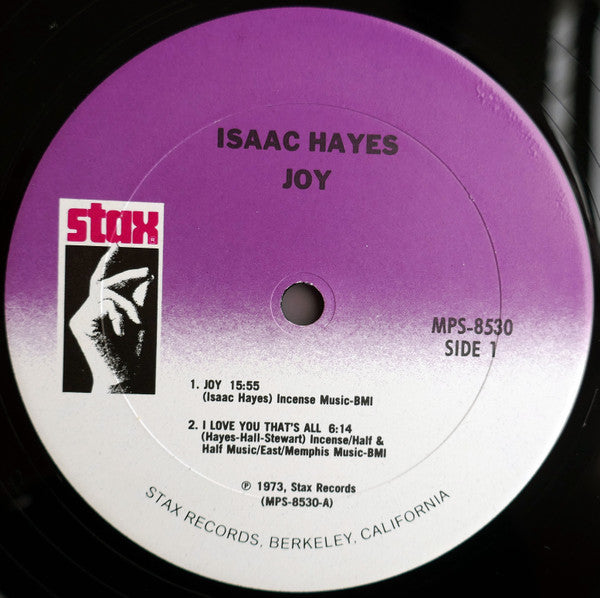 ISAAC HAYES
JOY
stax
MPS-8530
SIDE 1
1. JOY 15:55
(Isaac Hayes) Incense Music-BMI
2. I LOVE YOU THAT'S ALL 6:14
(Hayes-Hall-Stewart) Incense/Half &
Half Music/East/Memphis Music-BMI
℗ 1973, Stax Records
(MPS-8530-A)
STAX RECORDS, BERKELEY, CALIFORNIA